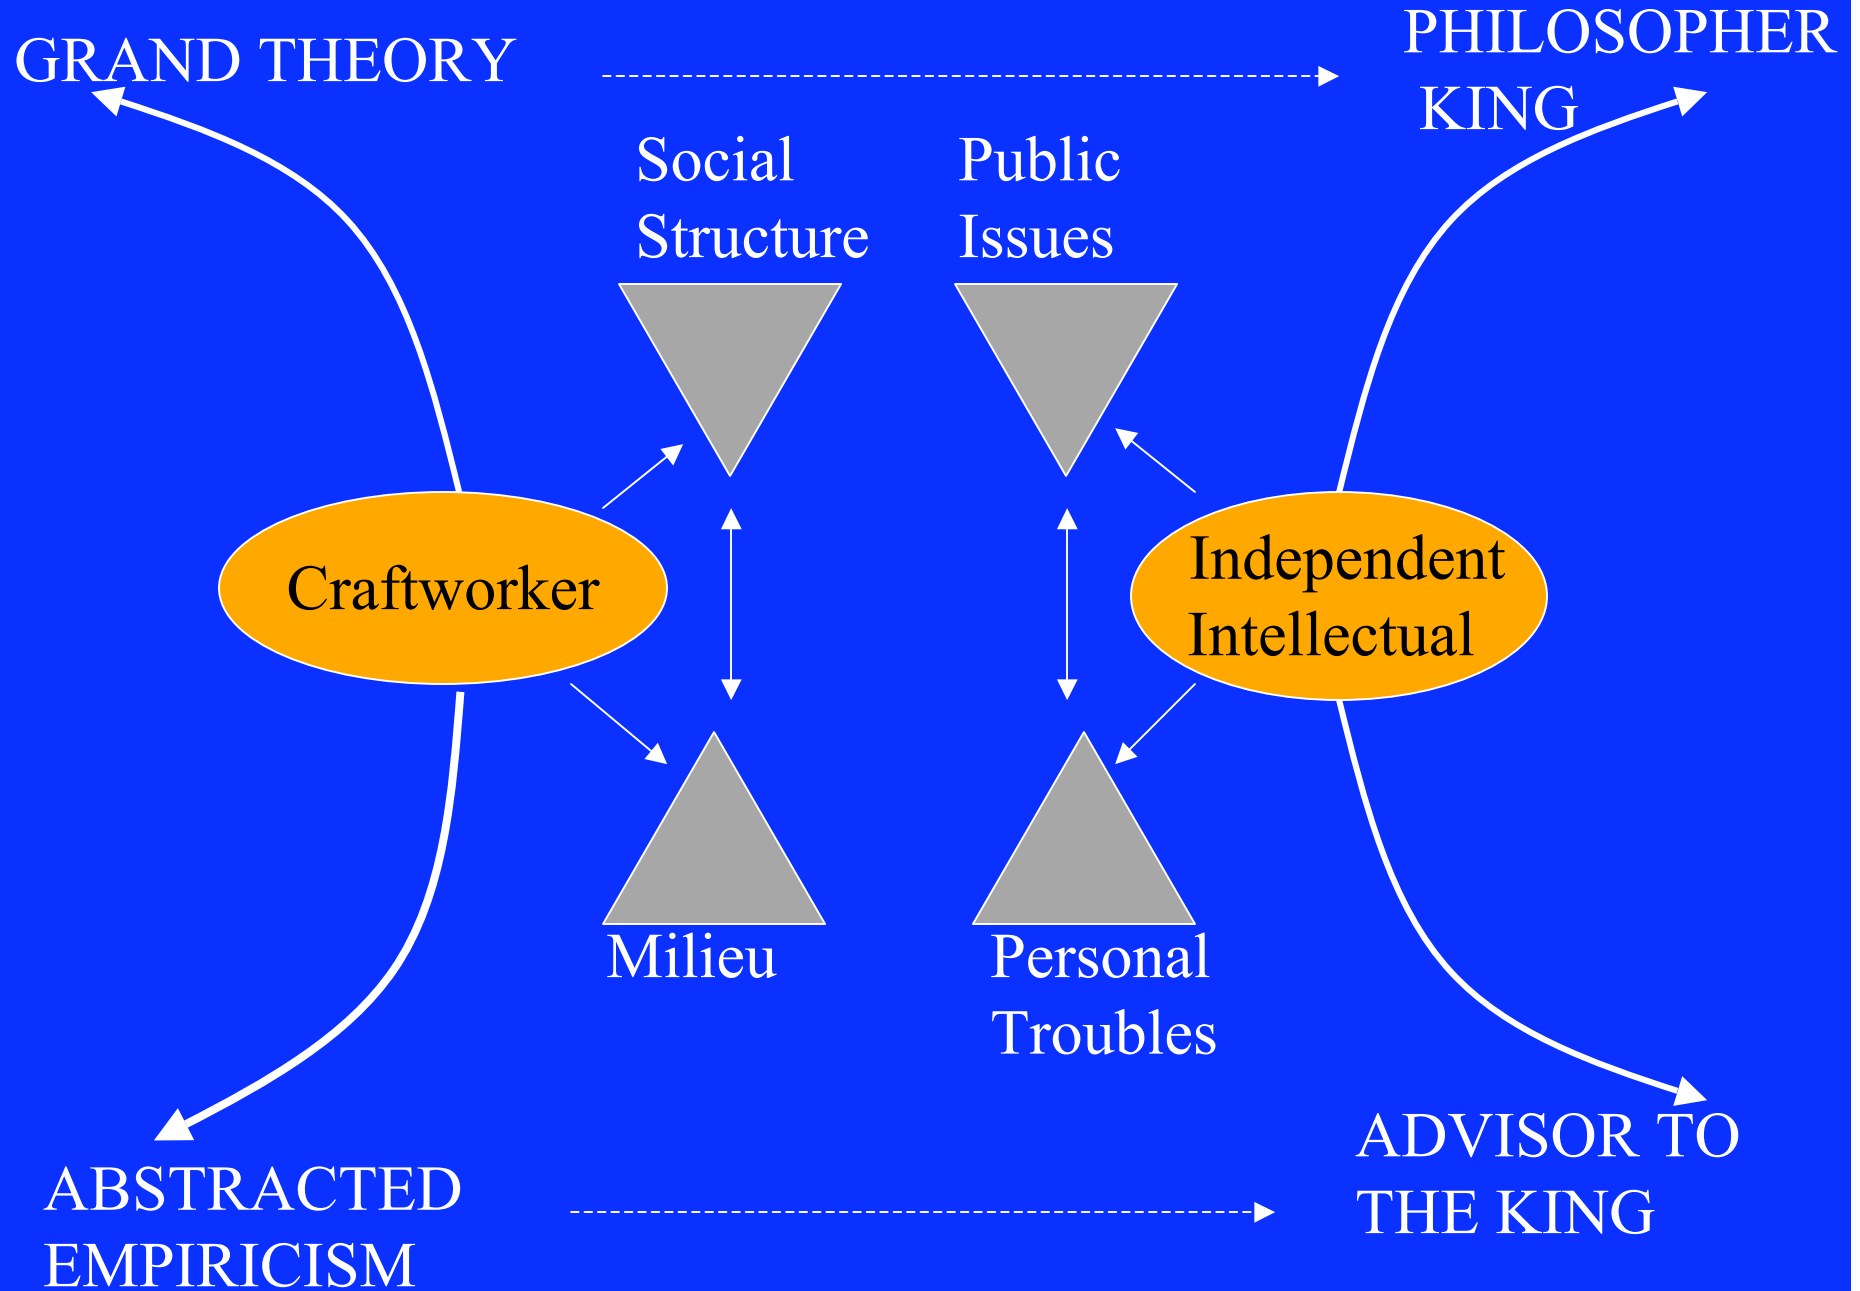 GRAND THEORY
PHILOSOPHER
KING
Social
Structure
Public
Issues
Craftworker
Independent
Intellectual
Milieu
Personal
Troubles
ABSTRACTED
EMPIRICISM
ADVISOR TO
THE KING